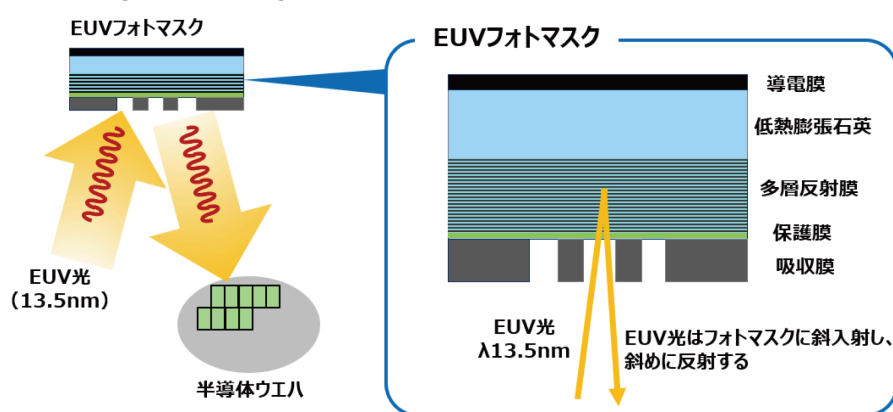 EUVフォトマスク
EUV光
(13.5nm)
半導体ウエハ
EUVフォトマスク
導電膜
低熱膨張石英
多層反射膜
保護膜
吸収膜
EUV光
λ13.5nm
EUV光はフォトマスクに斜入射し、
斜めに反射する